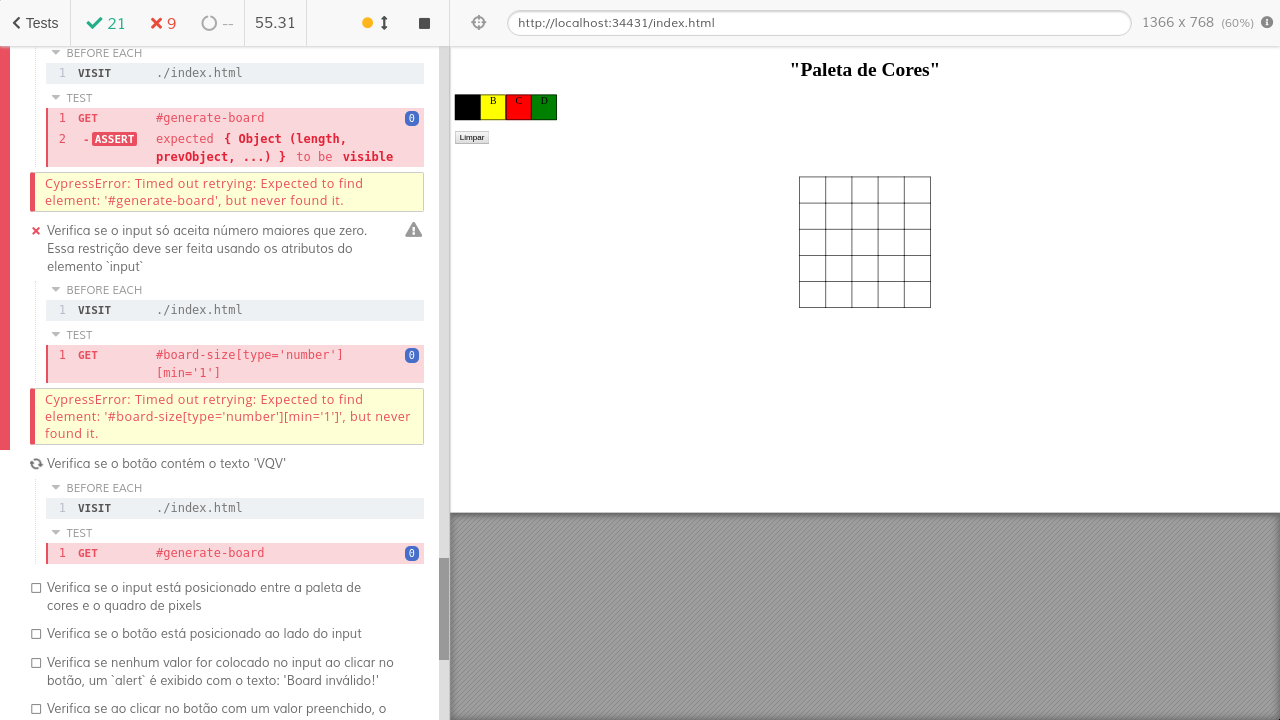 Tests
21
9
--
55.31
http://localhost:34431/index.html
1366 x 768 (60%)
BEFORE EACH
1 VISIT ./index.html
TEST
1 GET #generate-board 0
2 -ASSERT expected { Object (length,
prevObject, ...) } to be visible
CypressError: Timed out retrying: Expected to find
element: '#generate-board', but never found it.
Verifica se o input só aceita número maiores que zero.
Essa restrição deve ser feita usando os atributos do
elemento `input`
BEFORE EACH
1 VISIT ./index.html
TEST
1 GET #board-size[type='number']
[min='1'] 0
CypressError: Timed out retrying: Expected to find
element: '#board-size[type='number'][min='1']', but never
found it.
Verifica se o botão contém o texto 'VQV'
BEFORE EACH
1 VISIT ./index.html
TEST
1 GET #generate-board 0
Verifica se o input está posicionado entre a paleta de
cores e o quadro de pixels
Verifica se o botão está posicionado ao lado do input
Verifica se nenhum valor for colocado no input ao clicar no
botão, um `alert` é exibido com o texto: 'Board inválido!'
Verifica se ao clicar no botão com um valor preenchido, o
"Paleta de Cores"
B C D
Limpar